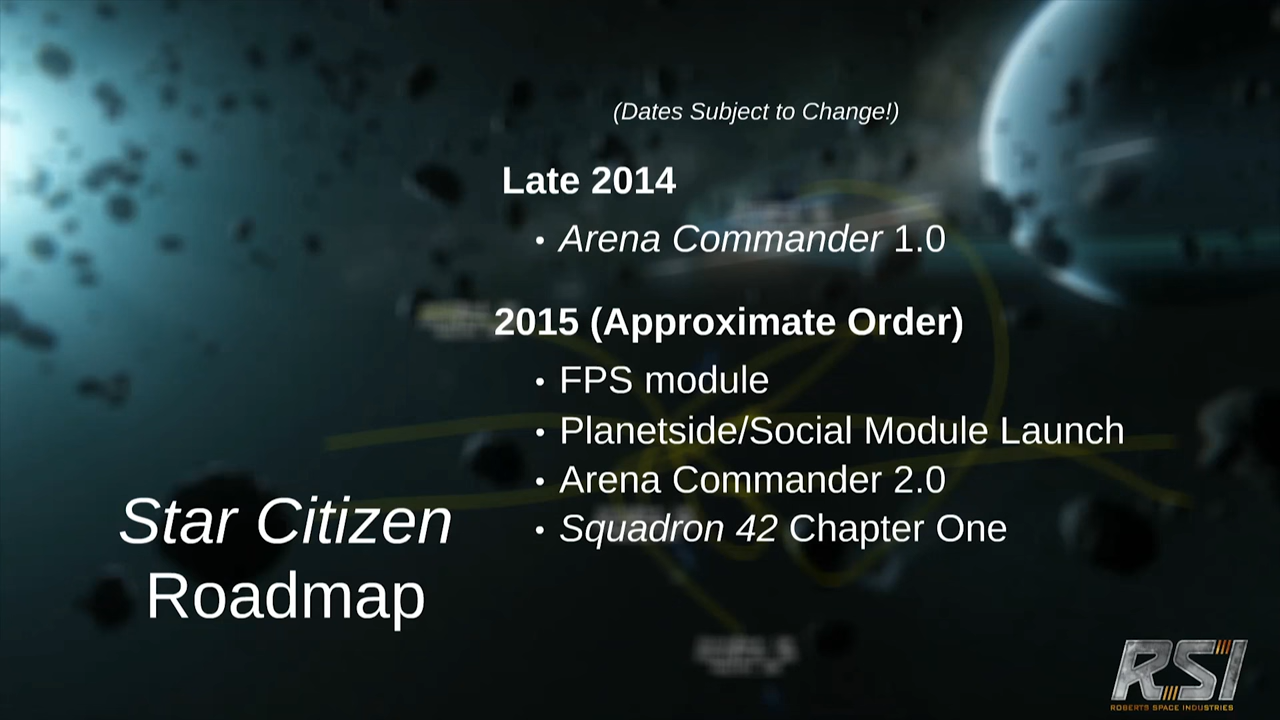 (Dates Subject to Change!)
Late 2014
• Arena Commander 1.0
2015 (Approximate Order)
• FPS module
• Planetside/Social Module Launch
• Arena Commander 2.0
• Squadron 42 Chapter One
Star Citizen
Roadmap
RSI
ROBERTS SPACE INDUSTRIES